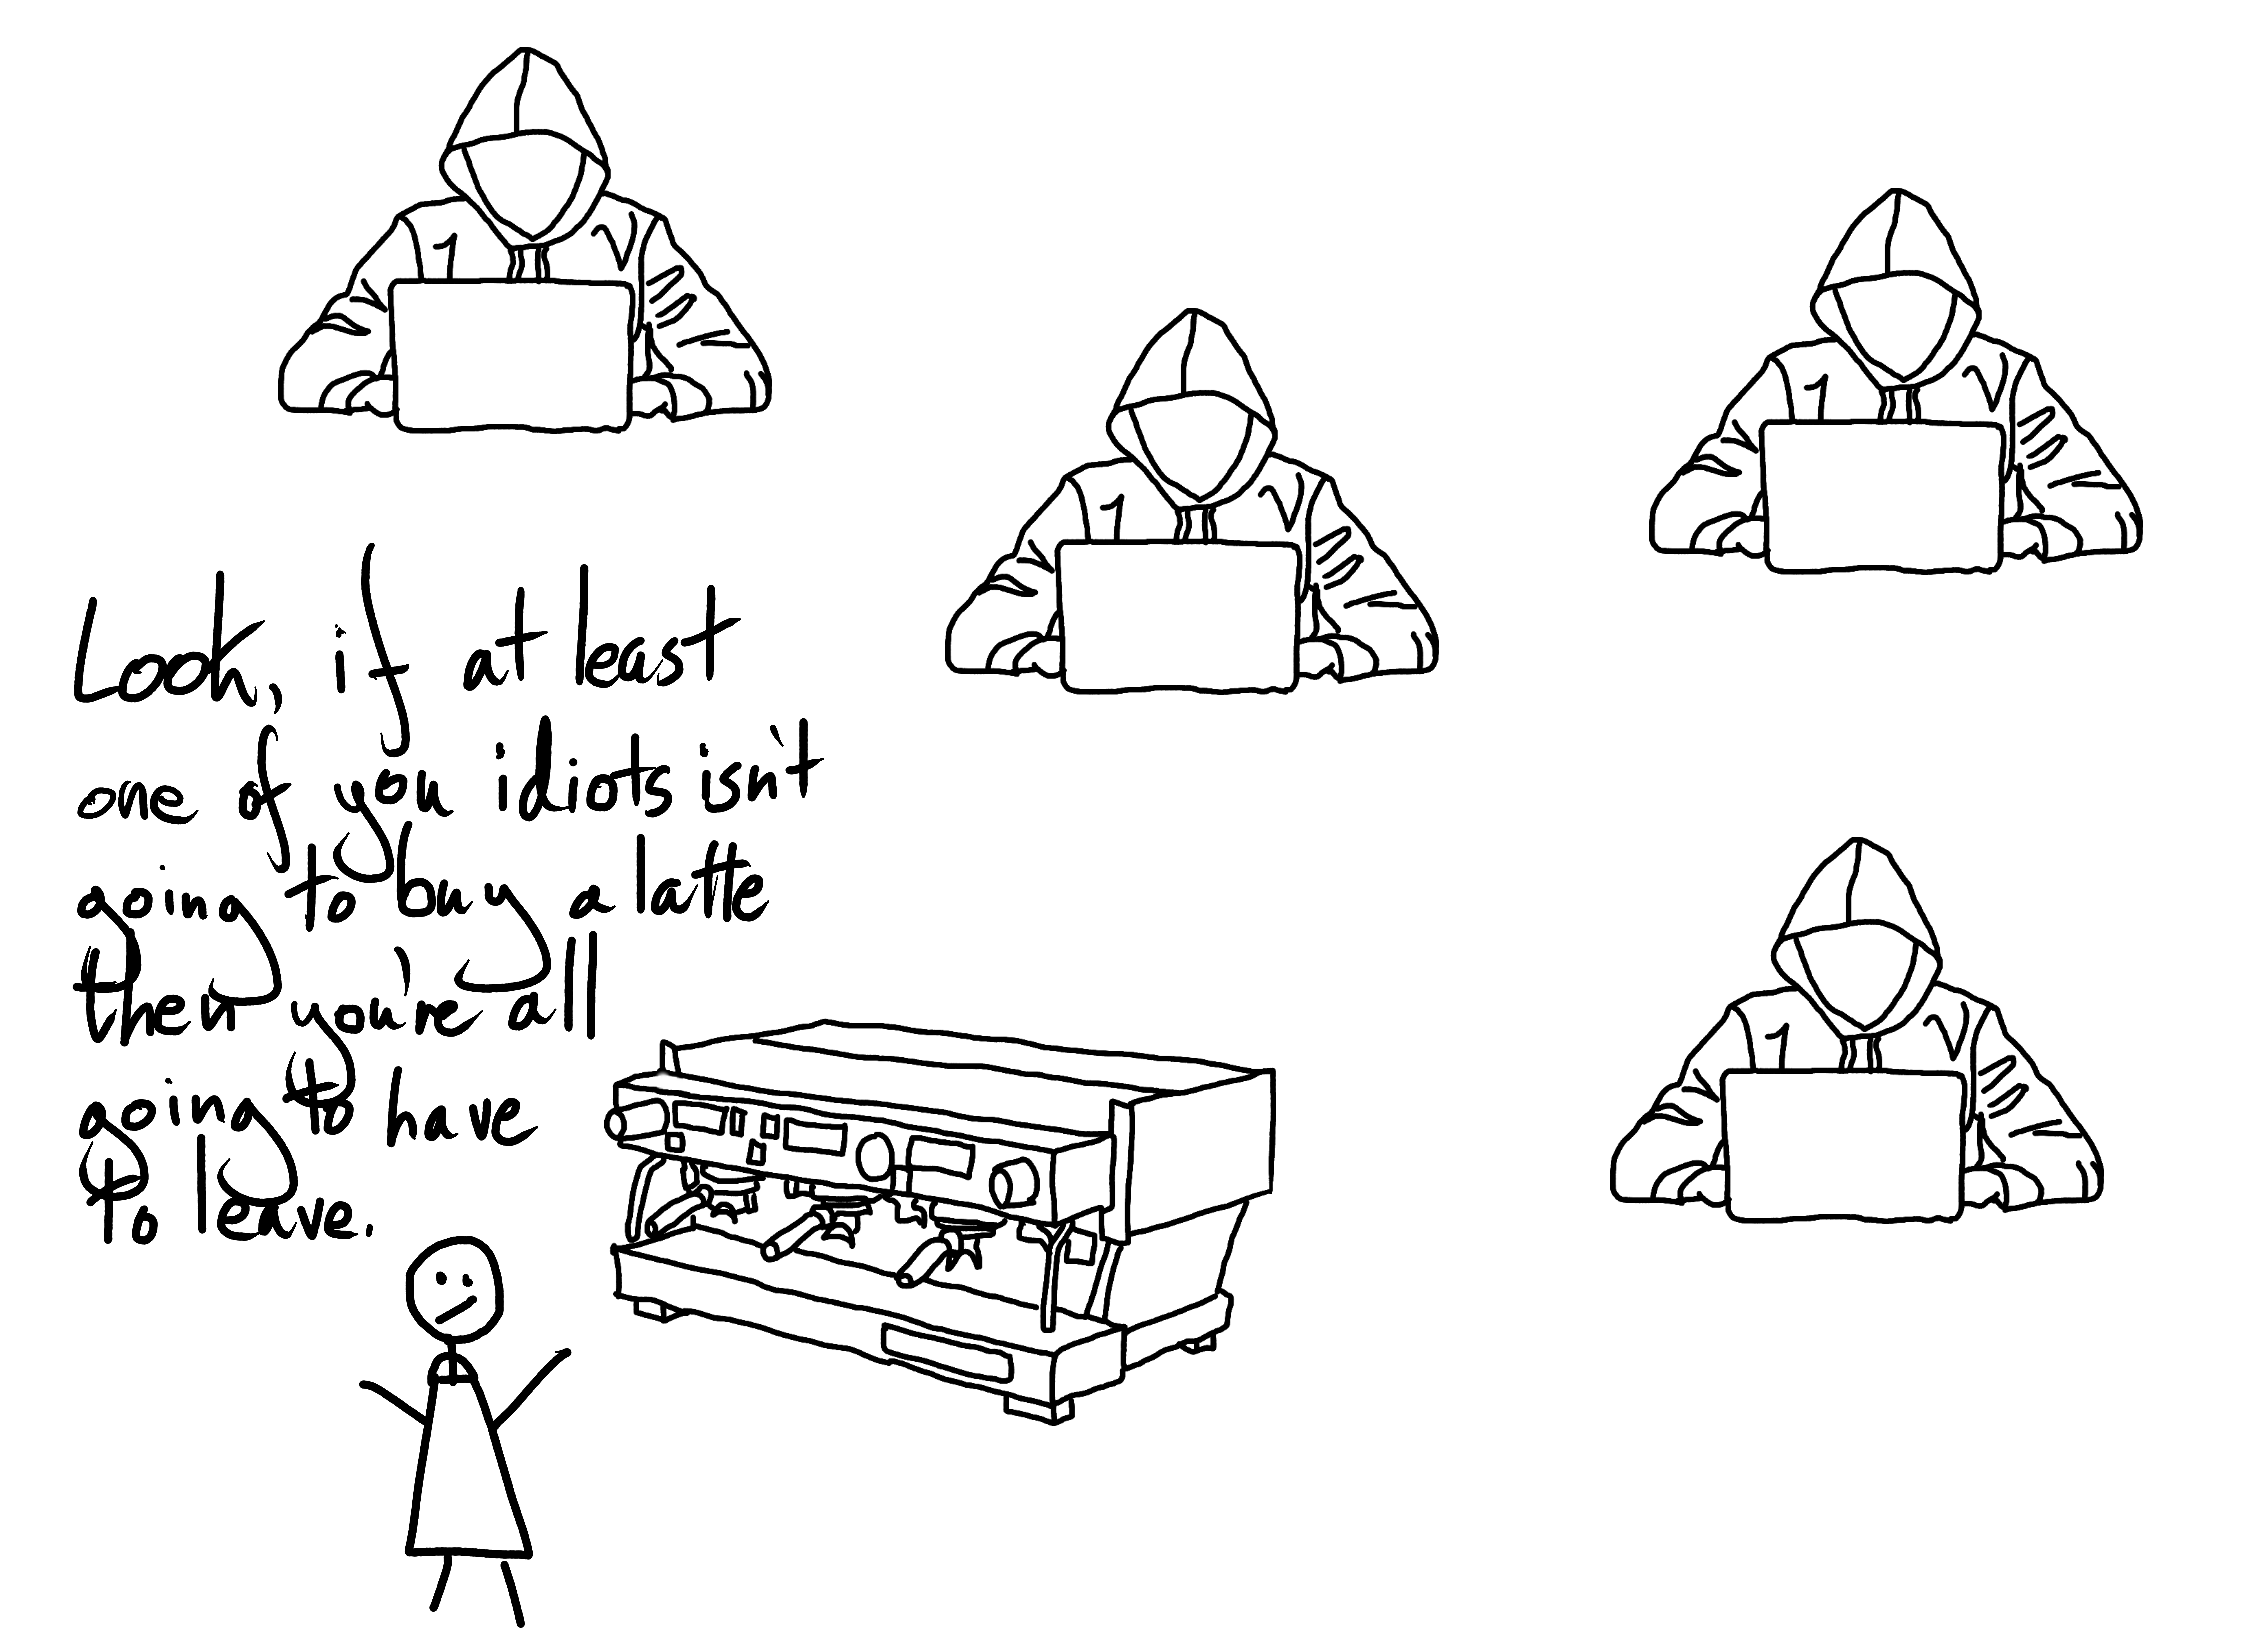 Look, if at least
one of you idiots isn't
going to buy a latte
then you're all
going to have
to leave.